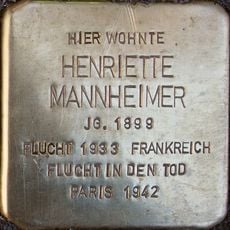 HIER WOHNTE
HENRIETTE
MANNHEIMER
JG. 1899
FLUCHT 1933 FRANKREICH
FLUCHT IN DEN TOD
PARIS 1942